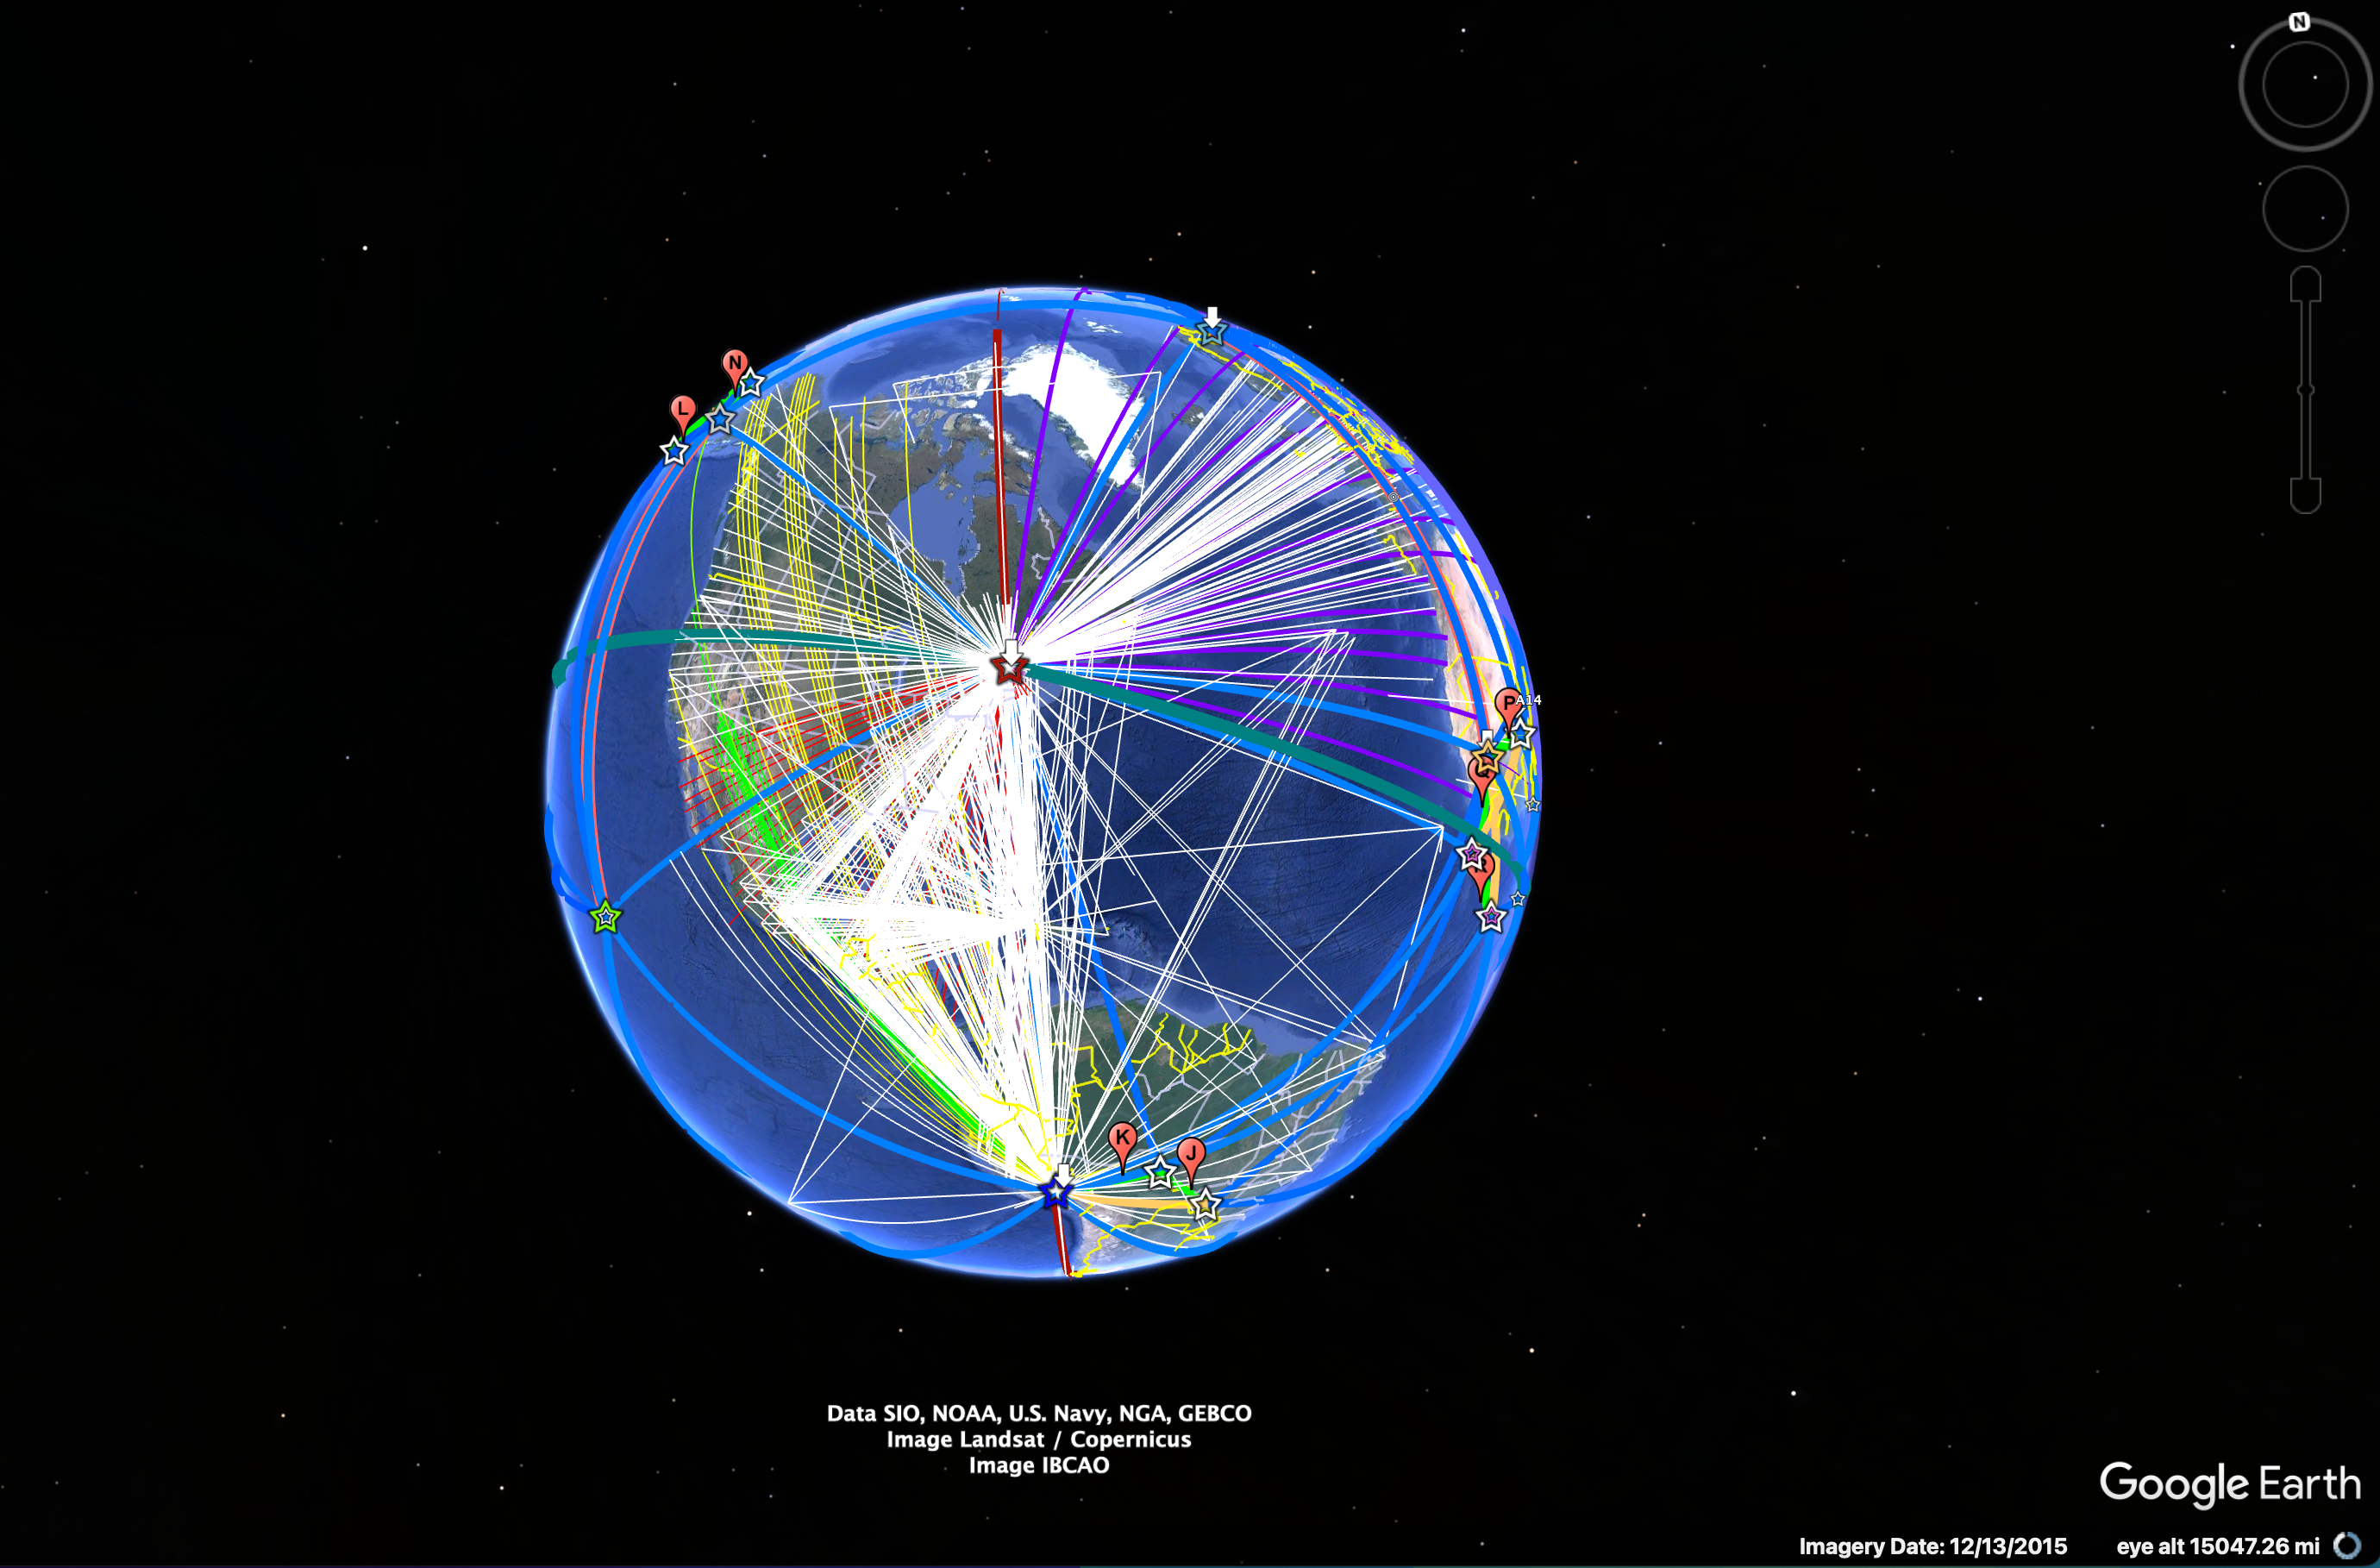 N
N
L
P
A14
R
K
J
Data SIO, NOAA, U.S. Navy, NGA, GEBCO
Image Landsat / Copernicus
Image IBCAO
Google Earth
Imagery Date: 12/13/2015 eye alt 15047.26 mi